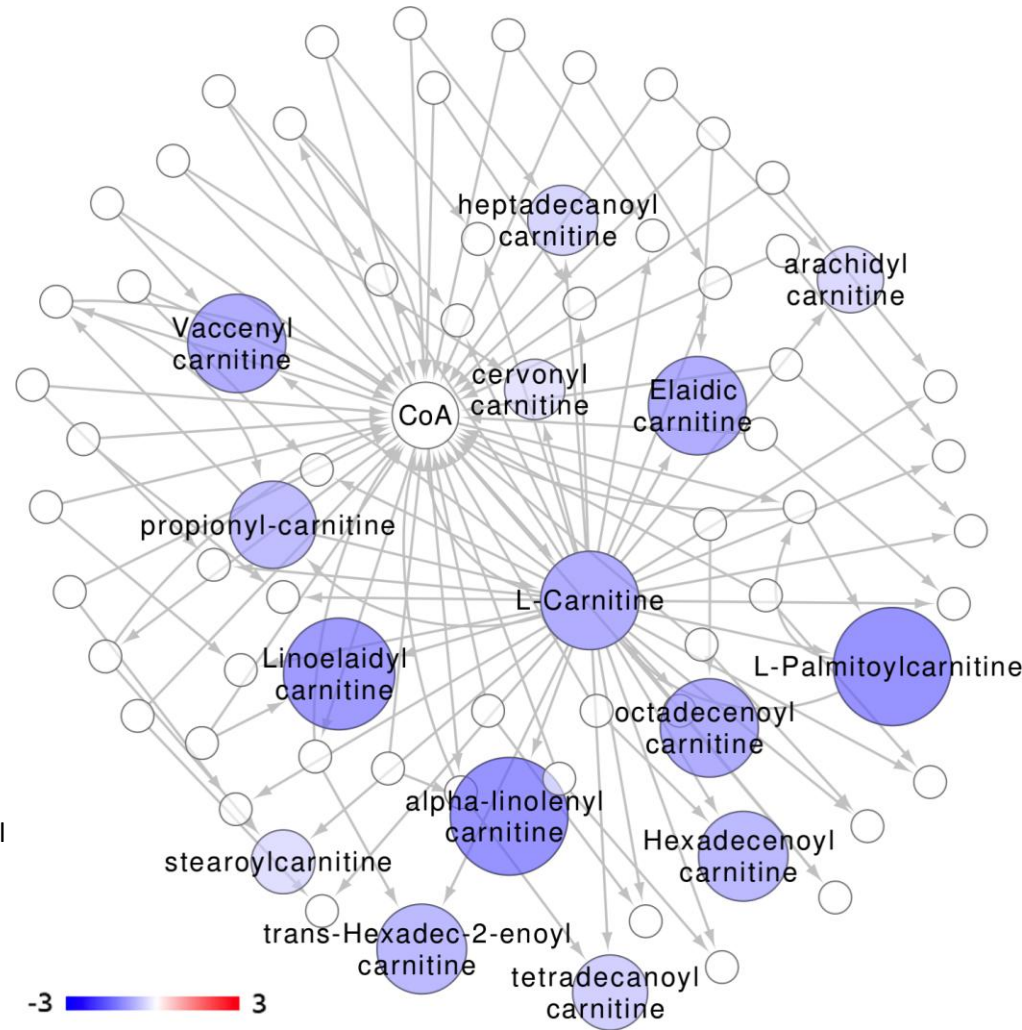 heptadecanoyl
carnitine
arachidyl
carnitine
Vaccenyl
carnitine
cervonyl
carnitine
Elaidic
carnitine
CoA
propionyl-carnitine
L-Carnitine
Linoelaidyl
carnitine
L-Palmitoylcarnitine
octadecenoyl
carnitine
alpha-linolenyl
carnitine
l
Hexadecenoyl
carnitine
stearoylcarnitine
trans-Hexadec-2-enoyl
carnitine
tetradecanoyl
carnitine
-3 3